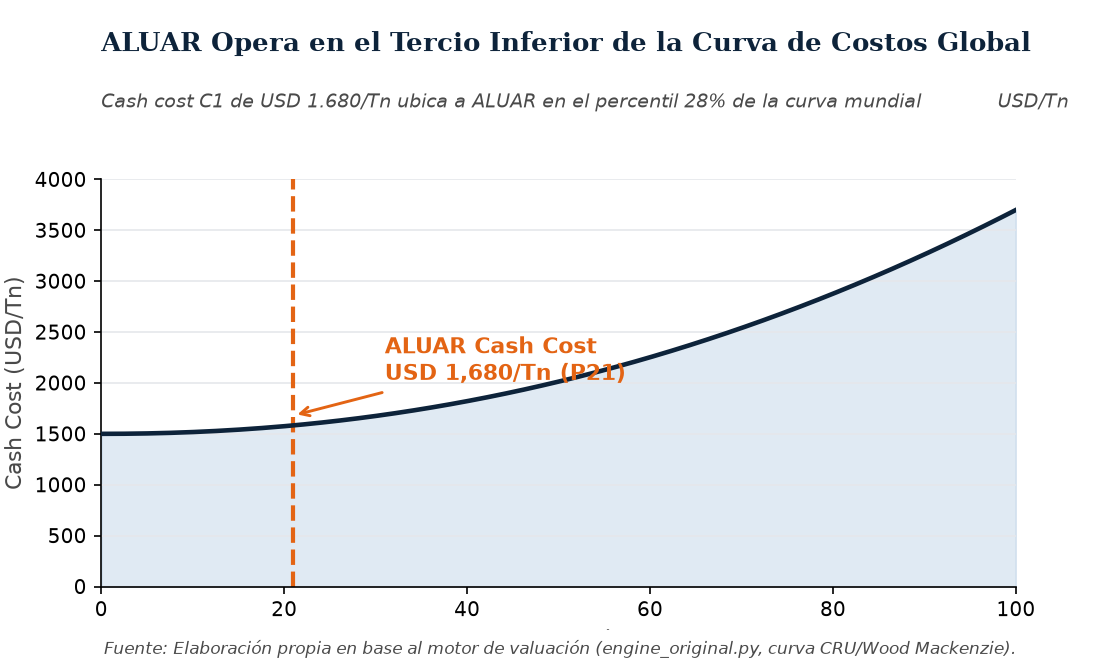 ALUAR Opera en el Tercio Inferior de la Curva de Costos Global
Cash cost C1 de USD 1.680/Tn ubica a ALUAR en el percentil 28% de la curva mundial
USD/Tn
Cash Cost (USD/Tn)
4000
3500
3000
2500
2000
1500
1000
500
0
ALUAR Cash Cost
USD 1,680/Tn (P21)
0 20 40 60 80 100
Fuente: Elaboración propia en base al motor de valuación (engine_original.py, curva CRU/Wood Mackenzie).